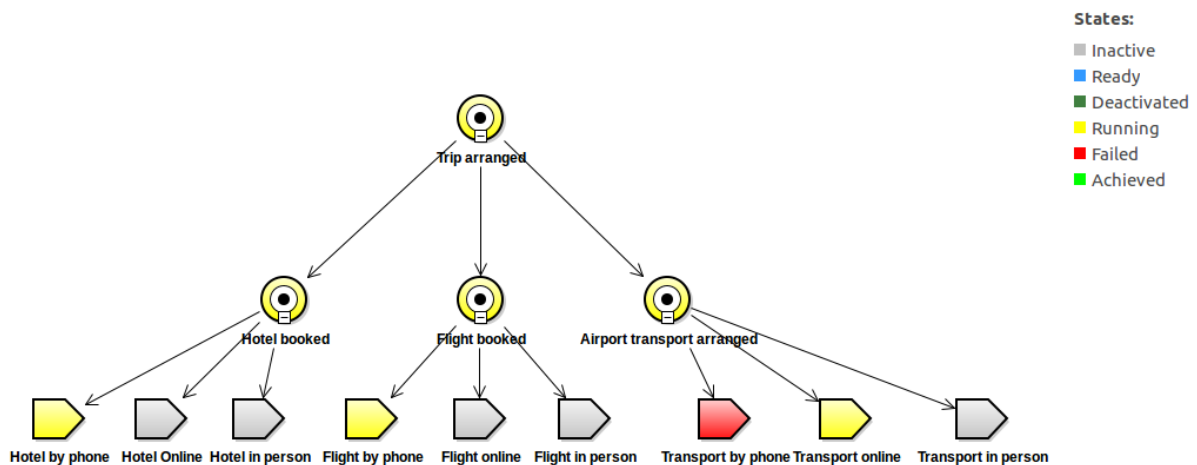 States:
Inactive
Ready
Deactivated
Running
Failed
Achieved
Trip arranged
Hotel booked
Flight booked
Airport transport arranged
Hotel by phone
Hotel Online
Hotel in person
Flight by phone
Flight online
Flight in person
Transport by phone
Transport online
Transport in person